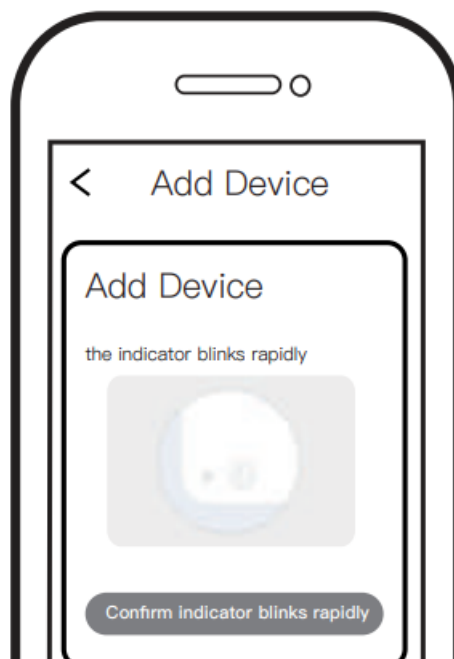 Add Device
Add Device
the indicator blinks rapidly
Confirm indicator blinks rapidly